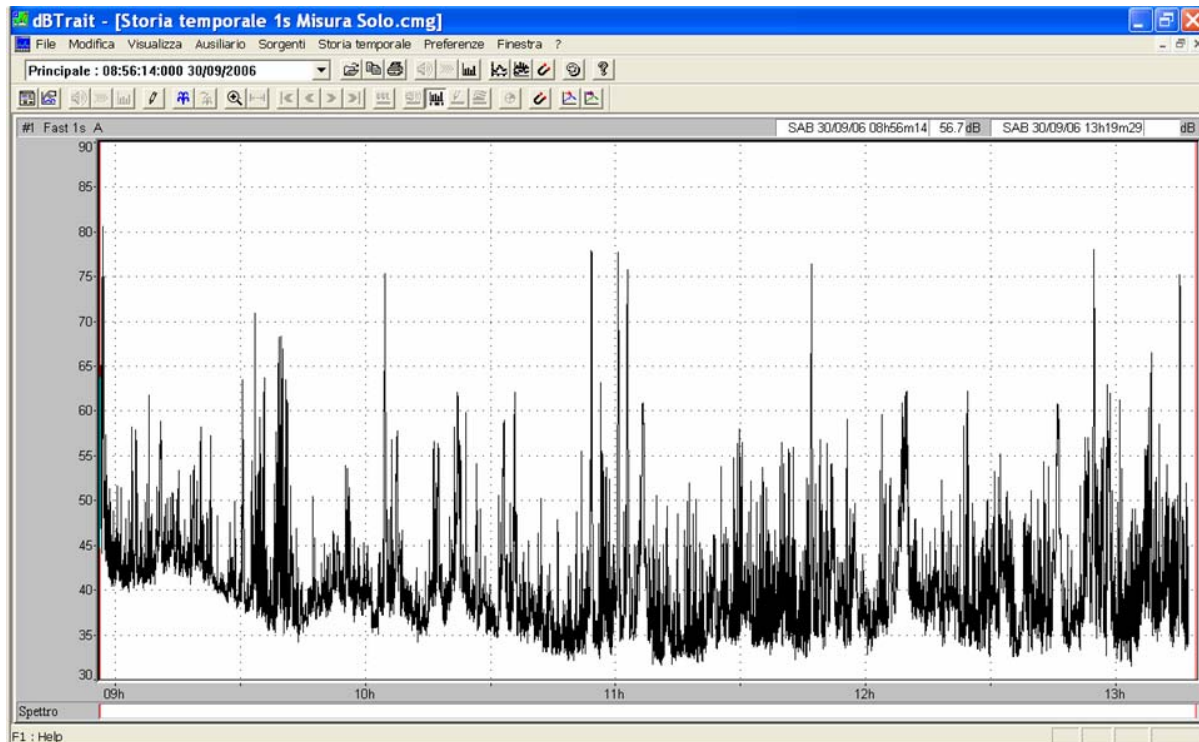 dBTrait - [Storia temporale 1s Misura Solo.cmg]
File Modifica Visualizza Ausiliario Sorgenti Storia temporale Preferenze Finestra ?
Principale : 08:56:14:000 30/09/2006
#1 Fast 1s A SAB 30/09/06 08h56m14 56.7 dB SAB 30/09/06 13h19m29 dB
90
85
80
75
70
65
60
55
50
45
40
35
30
09h 10h 11h 12h 13h
Spettro
F1 : Help